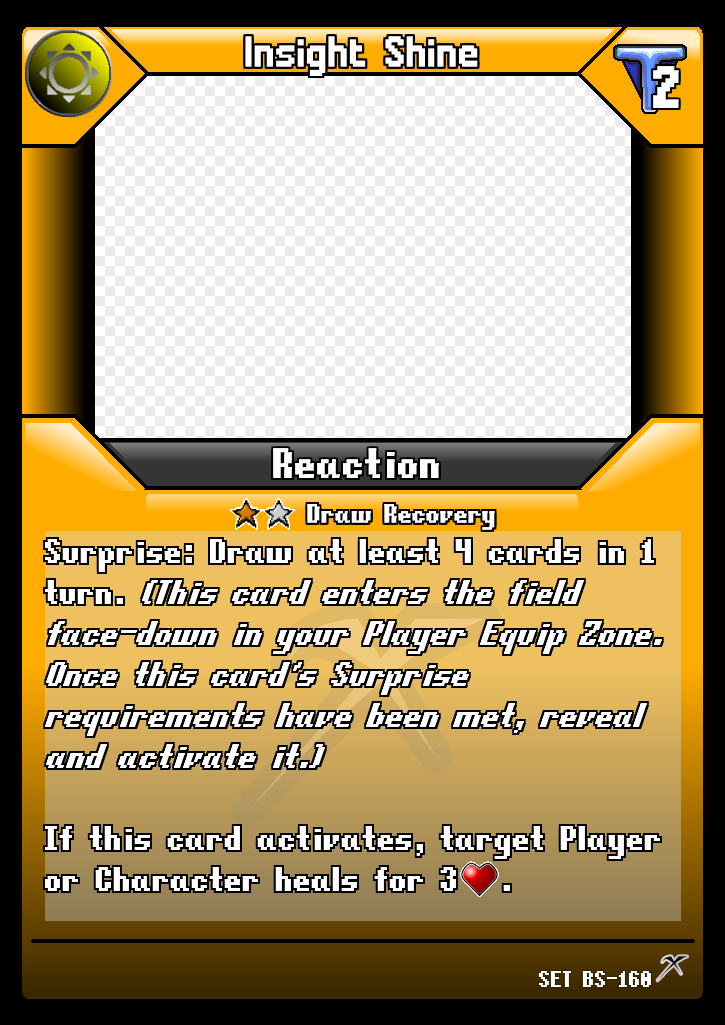 Insight Shine
2
Reaction
Draw Recovery
Surprise: Draw at least 4 cards in 1
turn. (This card enters the field
face-down in your Player Equip Zone.
Once this card's Surprise
requirements have been met, reveal
and activate it.)
If this card activates, target Player
or Character heals for 3.
SET BS-160